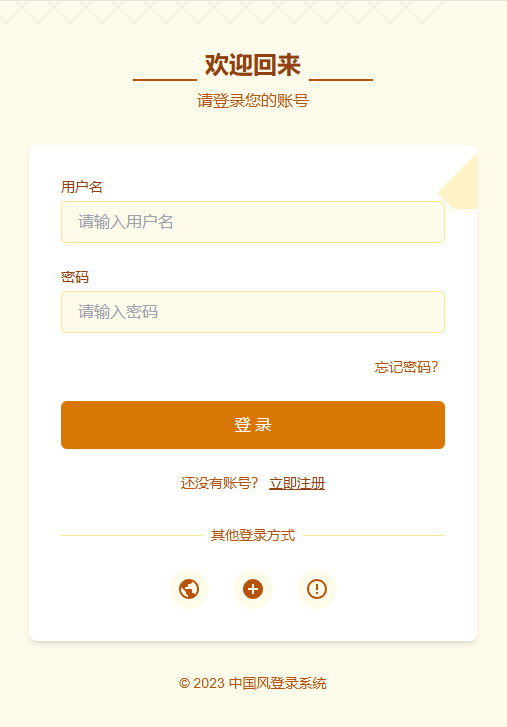 欢迎回来
请登录您的账号
用户名
请输入用户名
密码
请输入密码
忘记密码?
登 录
还没有账号? 立即注册
其他登录方式
© 2023 中国风登录系统